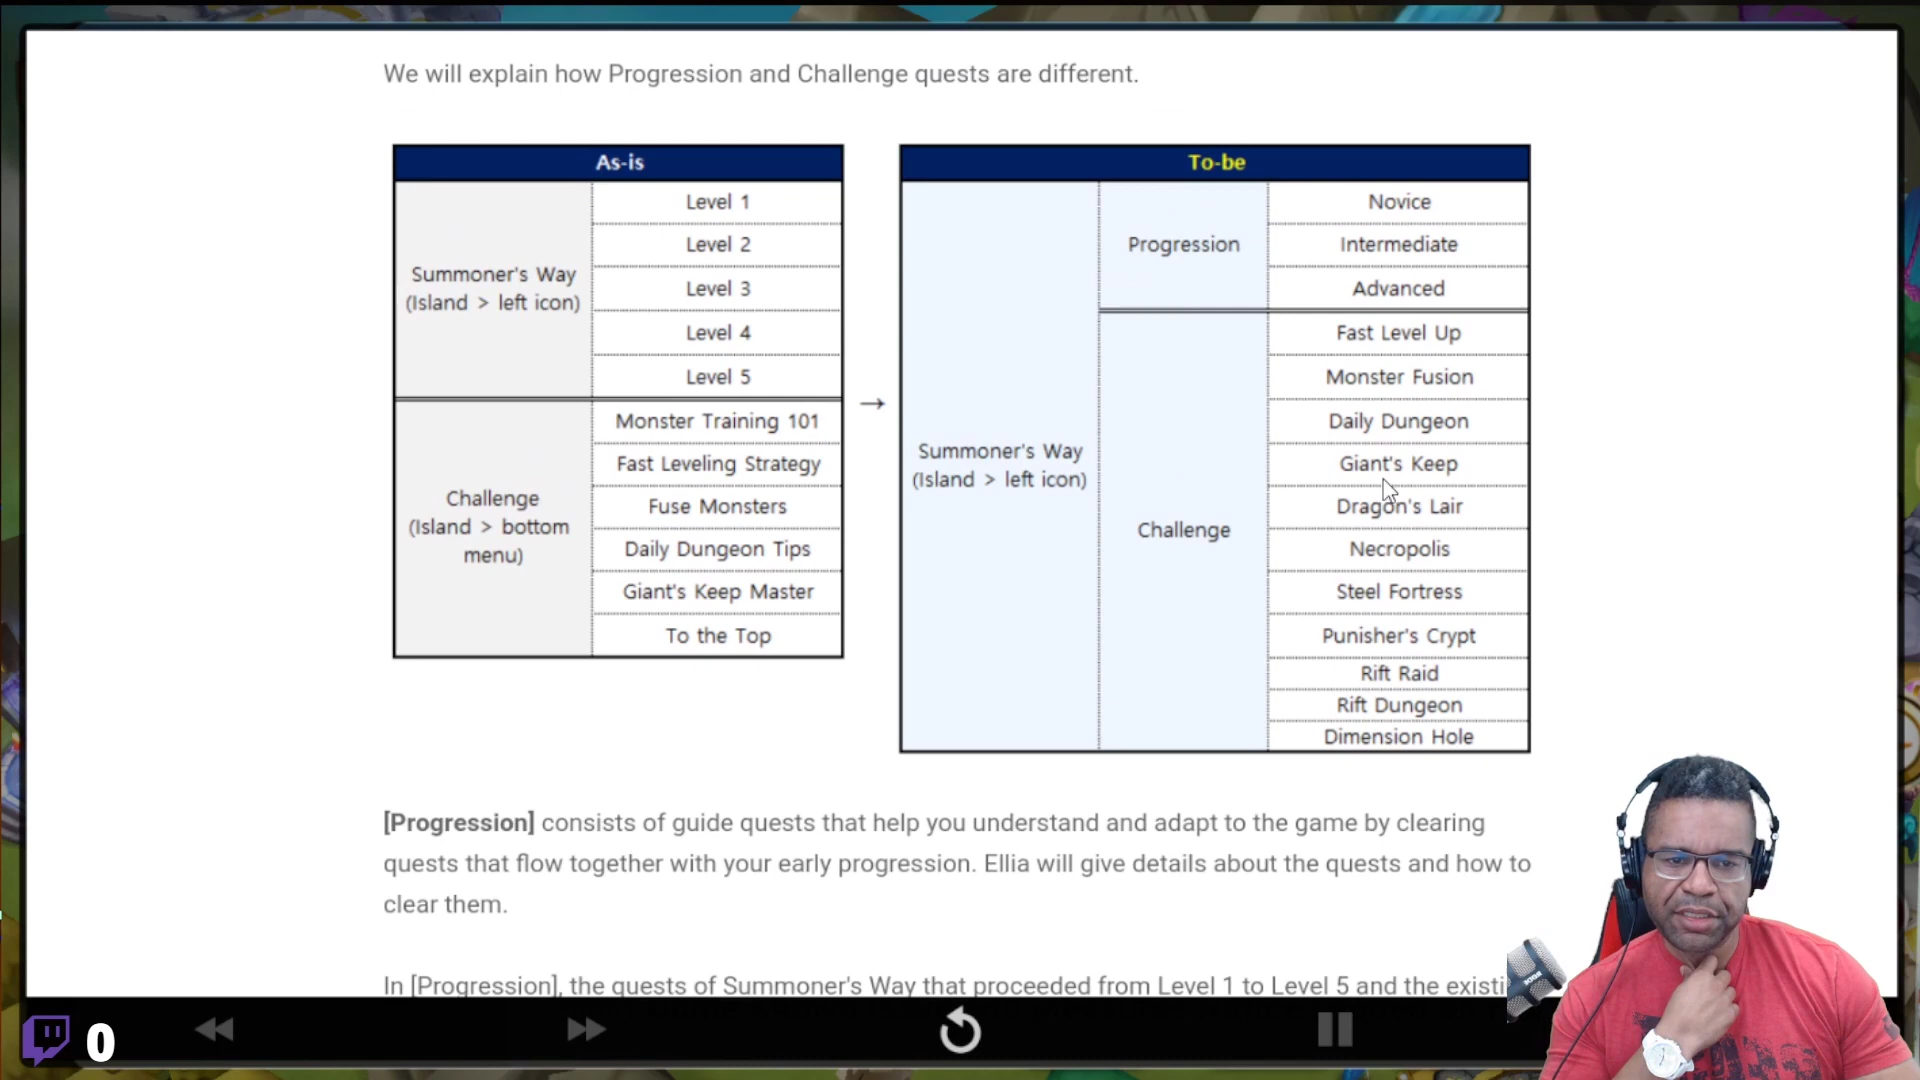 We will explain how Progression and Challenge quests are different.
As-is
Summoner's Way
(Island > left icon)
Level 1
Level 2
Level 3
Level 4
Level 5
Challenge
(Island > bottom
menu)
Monster Training 101
Fast Leveling Strategy
Fuse Monsters
Daily Dungeon Tips
Giant's Keep Master
To the Top
→
To-be
Summoner's Way
(Island > left icon)
Progression
Novice
Intermediate
Advanced
Challenge
Fast Level Up
Monster Fusion
Daily Dungeon
Giant's Keep
Dragon's Lair
Necropolis
Steel Fortress
Punisher's Crypt
Rift Raid
Rift Dungeon
Dimension Hole
[Progression] consists of guide quests that help you understand and adapt to the game by clearing
quests that flow together with your early progression. Ellia will give details about the quests and how to
clear them.
In [Progression], the quests of Summoner's Way that proceeded from Level 1 to Level 5 and the existi
0